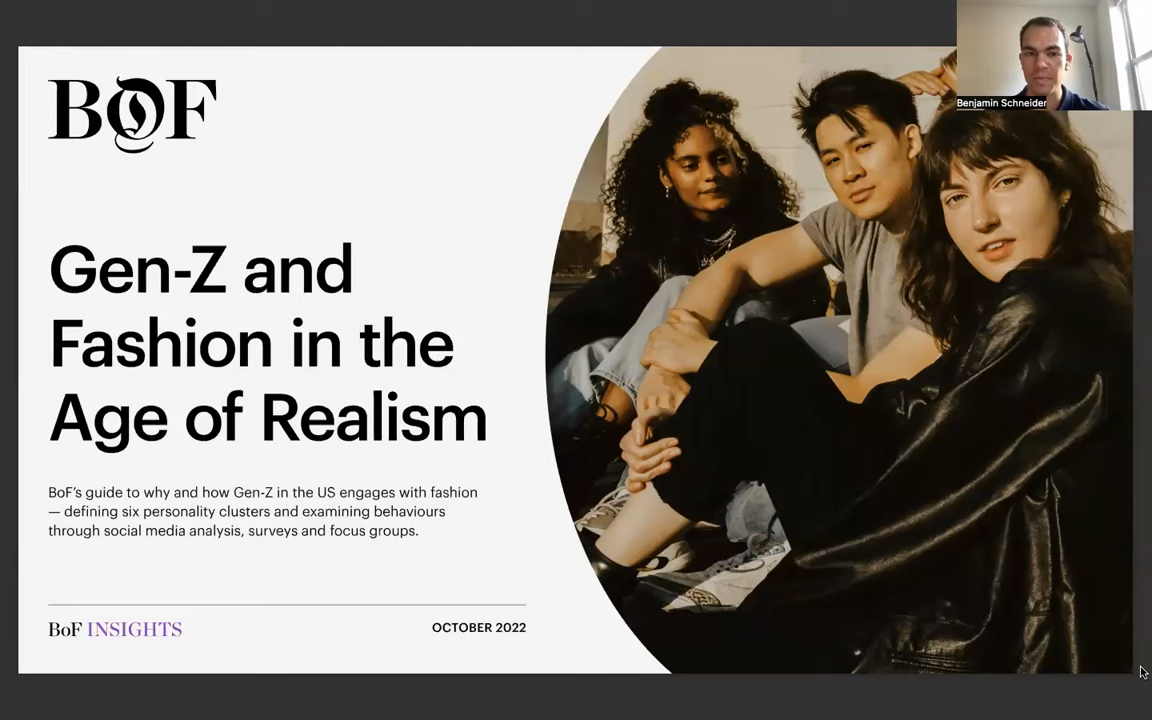 BOF
Benjamin Schneider
Gen-Z and
Fashion in the
Age of Realism
BoF's guide to why and how Gen-Z in the US engages with fashion
— defining six personality clusters and examining behaviours
through social media analysis, surveys and focus groups.
BoF INSIGHTS
OCTOBER 2022